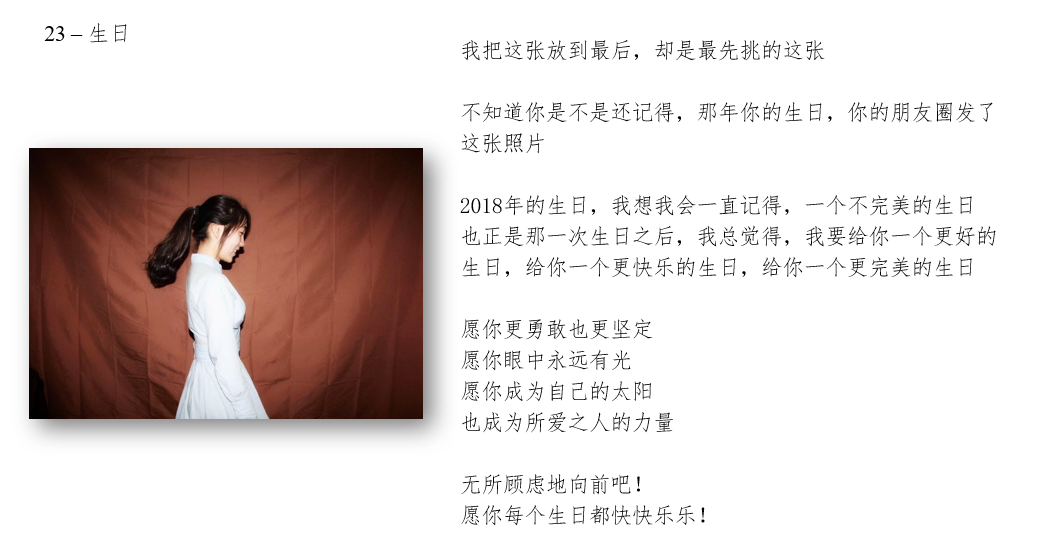 23 – 生日
我把这张放到最后，却是最先挑的这张
不知道你是不是还记得，那年你的生日，你的朋友圈发了
这张照片
2018年的生日，我想我会一直记得，一个不完美的生日
也正是那一次生日之后，我总觉得，我要给你一个更好的
生日，给你一个更快乐的生日，给你一个更完美的生日
愿你更勇敢也更坚定
愿你眼中永远有光
愿你成为自己的太阳
也成为所爱之人的力量
无所顾虑地向前吧！
愿你每个生日都快快乐乐！